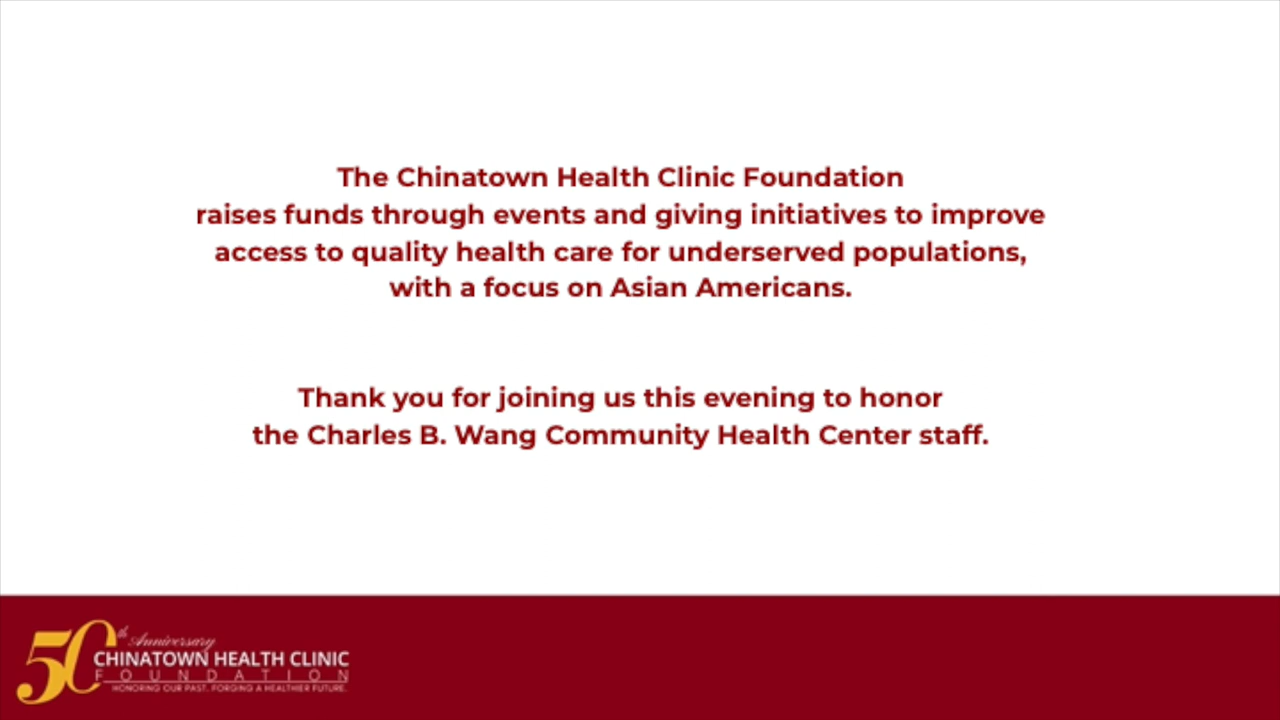 The Chinatown Health Clinic Foundation
raises funds through events and giving initiatives to improve
access to quality health care for underserved populations,
with a focus on Asian Americans.
Thank you for joining us this evening to honor
the Charles B. Wang Community Health Center staff.
50th Anniversary
CHINATOWN HEALTH CLINIC
FOUNDATION
HONORING OUR PAST. FORGING A HEALTHIER FUTURE.